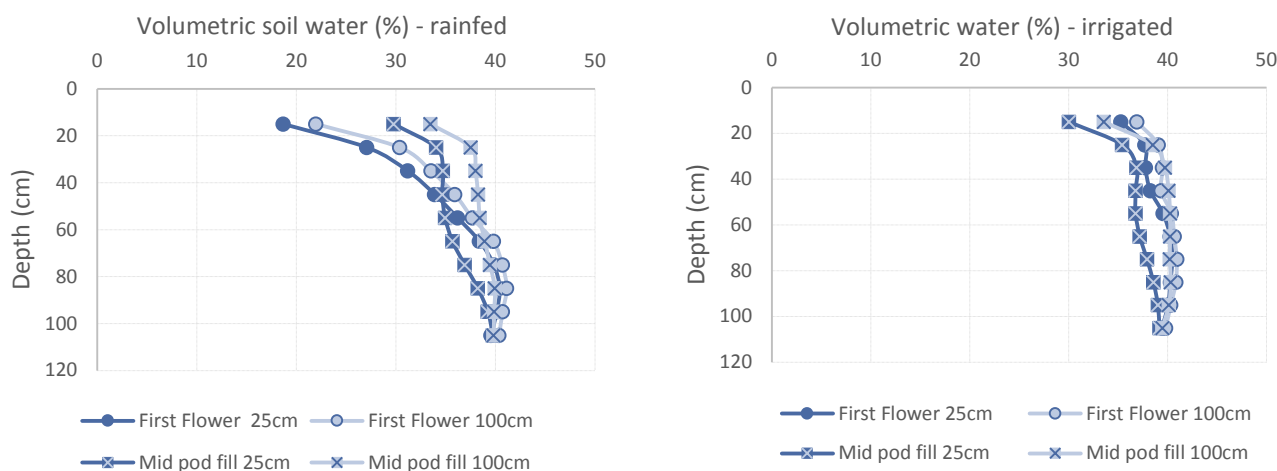 Volumetric soil water (%) - rainfed
0 10 20 30 40 50
0
20
40
60
80
100
120
Depth (cm)
First Flower 25cm
First Flower 100cm
Mid pod fill 25cm
Mid pod fill 100cm
Volumetric water (%) - irrigated
0 10 20 30 40 50
0
20
40
60
80
100
120
Depth (cm)
First Flower 25cm
First Flower 100cm
Mid pod fill 25cm
Mid pod fill 100cm